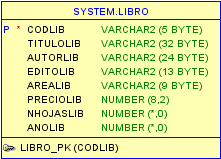 SYSTEM.LIBRO
P * CODLIB VARCHAR2 (5 BYTE)
TITULOLIB VARCHAR2 (32 BYTE)
AUTORLIB VARCHAR2 (24 BYTE)
EDITOLIB VARCHAR2 (13 BYTE)
AREALIB VARCHAR2 (9 BYTE)
PRECIOLIB NUMBER (8,2)
NHOJASLIB NUMBER (*,0)
ANOLIB NUMBER (*,0)
LIBRO_PK (CODLIB)